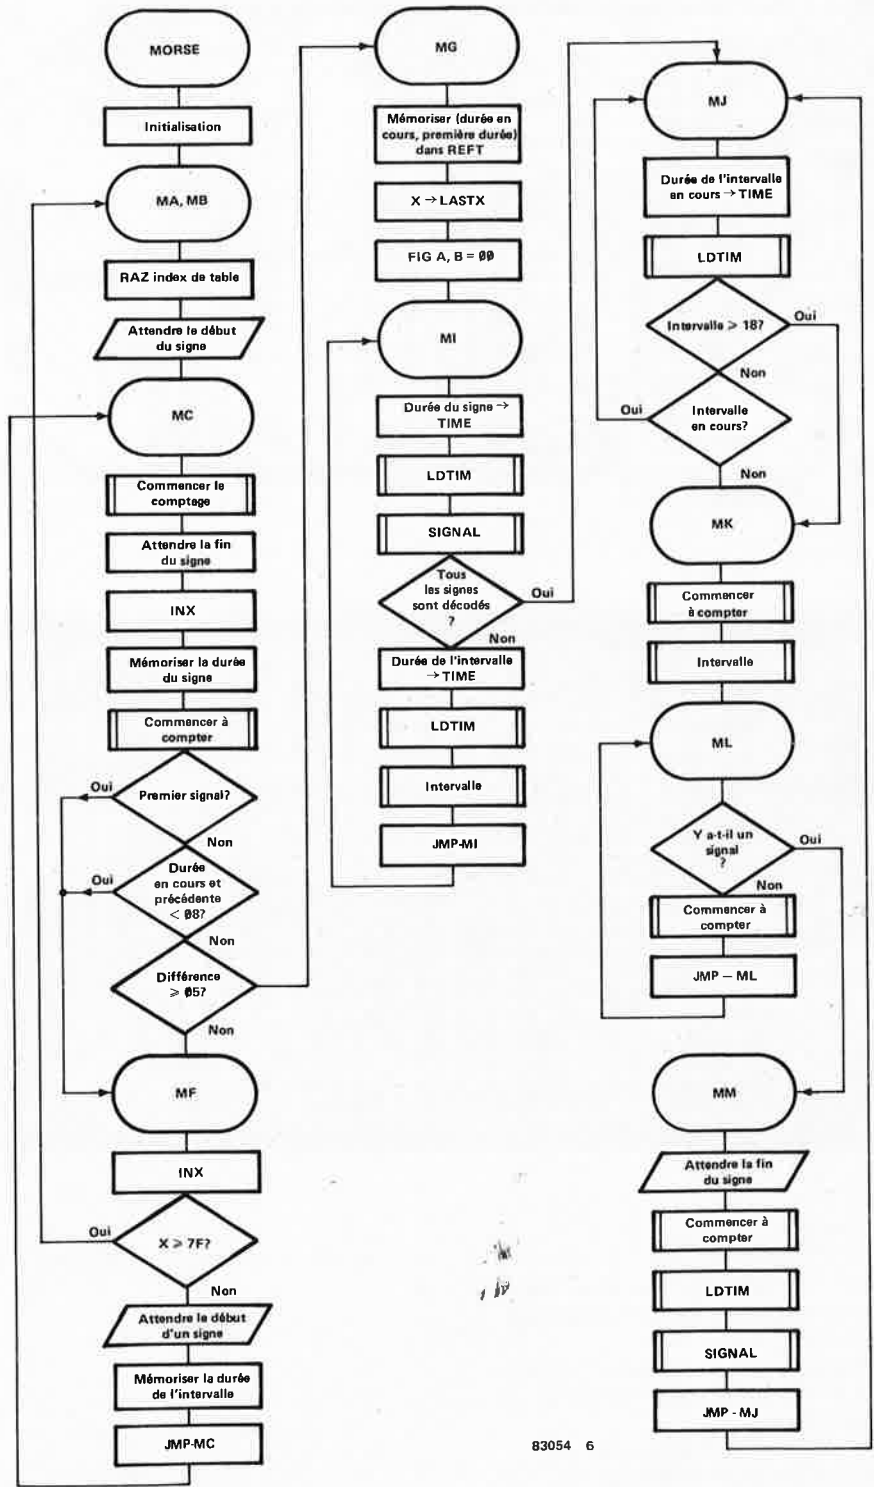 MORSE
Initialisation
MA, MB
RAZ index de table
Attendre le début
du signe
MC
Commencer le
comptage
Attendre la fin
du signe
INX
Mémoriser la durée
du signe
Commencer à
compter
Premier signal?
Oui
Non
Durée
en cours et
précédente
< 08?
Oui
Non
Différence
⩾ 05?
Non
MF
INX
X ⩾ 7F?
Oui
Non
Attendre le début
d'un signe
Mémoriser la durée
de l'intervalle
JMP-MC
MG
Mémoriser (durée en
cours, première durée)
dans REFT
X → LASTX
FIG A, B = 00
MI
Durée du signe →
TIME
LDTIM
SIGNAL
Tous
les signes
sont décodés
?
Oui
Non
Durée de l'intervalle
→ TIME
LDTIM
Intervalle
JMP-MI
MJ
Durée de l'intervalle
en cours → TIME
LDTIM
Intervalle ⩾ 18?
Oui
Non
Intervalle
en cours?
Oui
Non
MK
Commencer
à compter
Intervalle
ML
Y a-t-il un
signal
?
Oui
Non
Commencer à
compter
JMP – ML
MM
Attendre la fin
du signe
Commencer à
compter
LDTIM
SIGNAL
JMP - MJ
83054 6